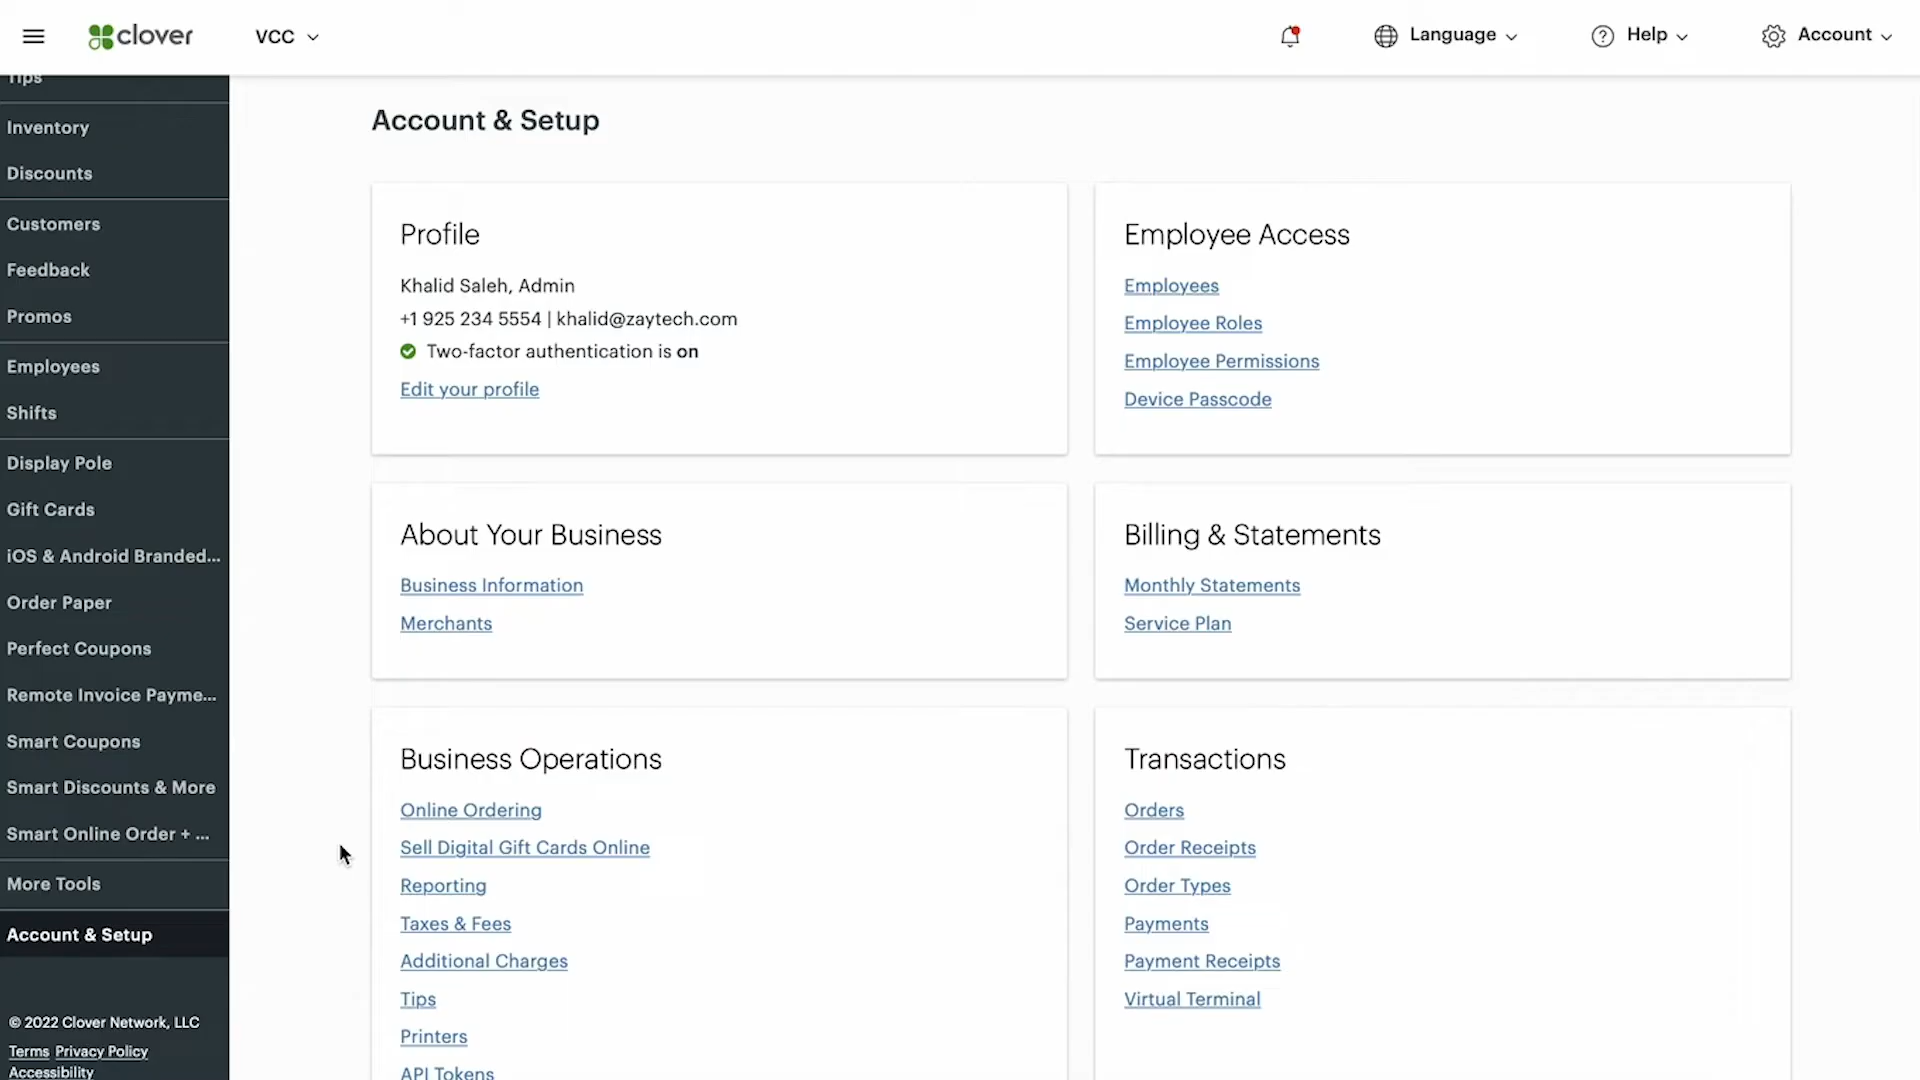 clover
VCC
Language
Help
Account
Tips
Inventory
Discounts
Customers
Feedback
Promos
Employees
Shifts
Display Pole
Gift Cards
iOS & Android Branded...
Order Paper
Perfect Coupons
Remote Invoice Payme...
Smart Coupons
Smart Discounts & More
Smart Online Order + ...
More Tools
Account & Setup
© 2022 Clover Network, LLC
Terms Privacy Policy
Accessibility
Account & Setup
Profile
Khalid Saleh, Admin
+1 925 234 5554 | khalid@zaytech.com
Two-factor authentication is on
Edit your profile
Employee Access
Employees
Employee Roles
Employee Permissions
Device Passcode
About Your Business
Business Information
Merchants
Billing & Statements
Monthly Statements
Service Plan
Business Operations
Online Ordering
Sell Digital Gift Cards Online
Reporting
Taxes & Fees
Additional Charges
Tips
Printers
API Tokens
Transactions
Orders
Order Receipts
Order Types
Payments
Payment Receipts
Virtual Terminal